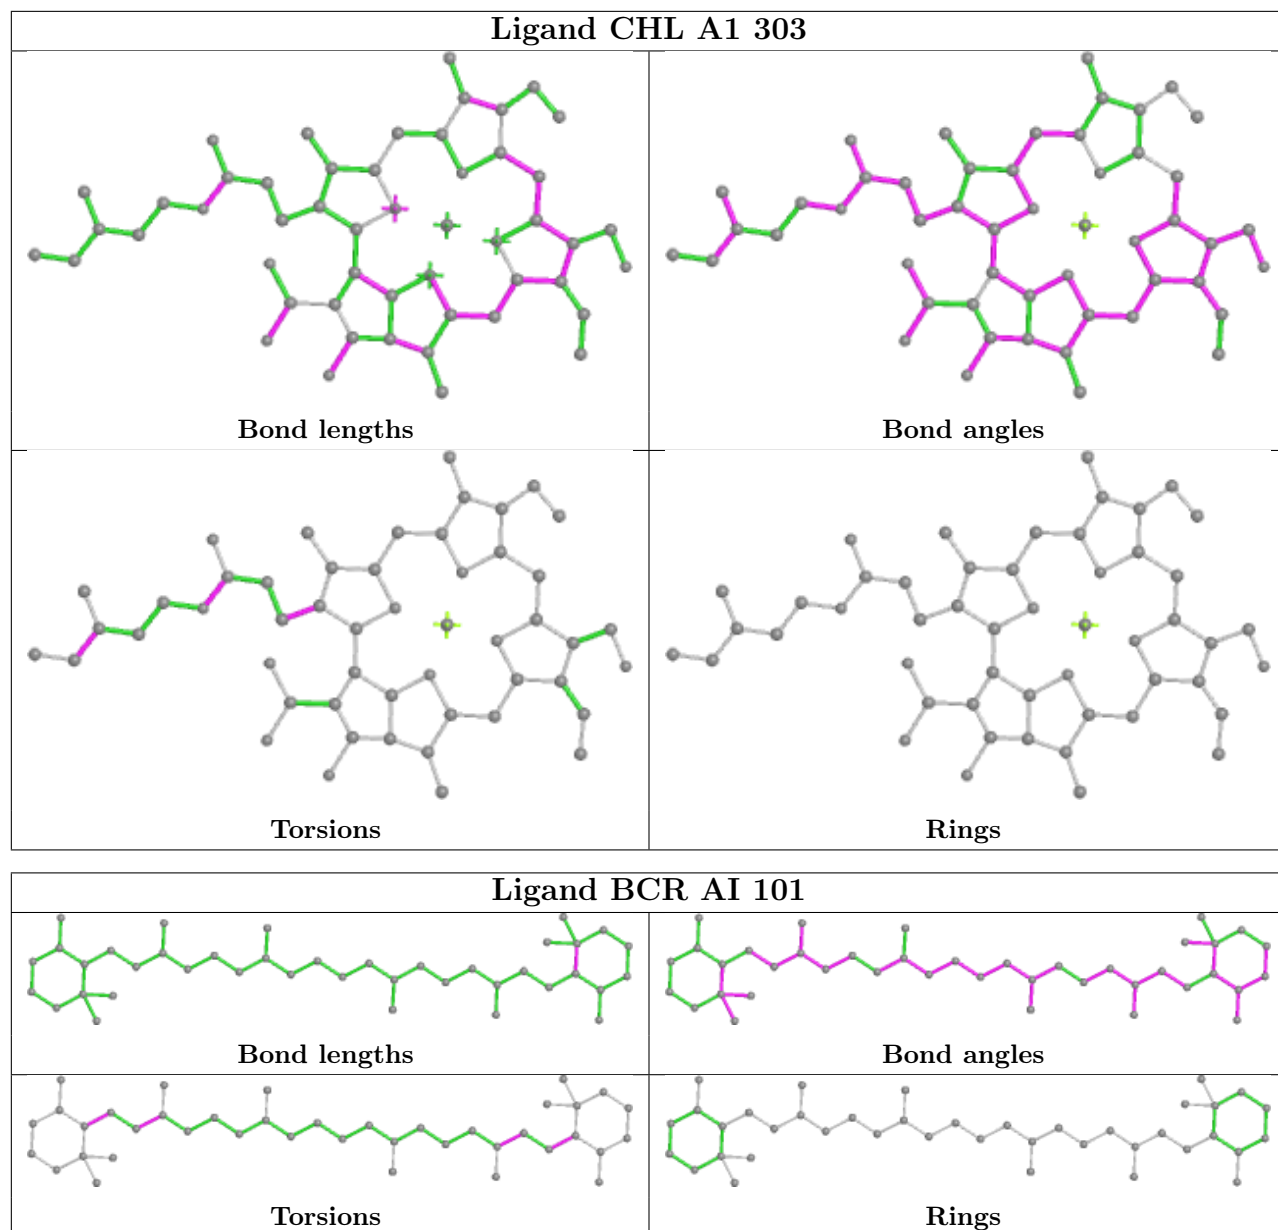 Ligand CHL A1 303
Bond lengths
Bond angles
Torsions
Rings
Ligand BCR AI 101
Bond lengths
Bond angles
Torsions
Rings